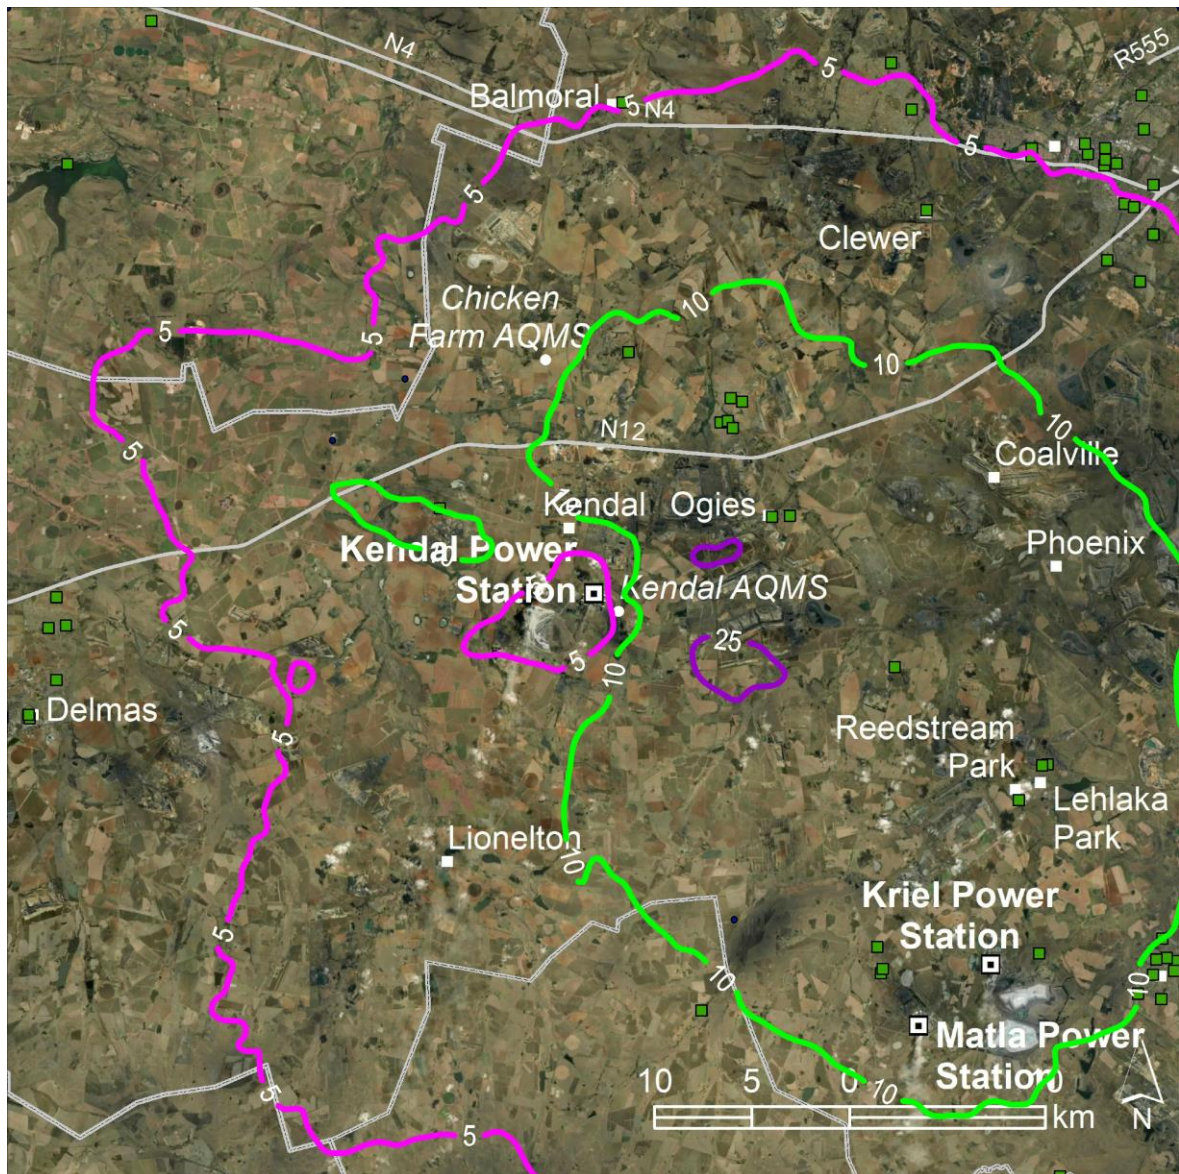 N4
R555
5
Balmoral
5
N4
5
5
Clewer
Chicken
Farm AQMS
10
5
5
10
10
N12
5
Coalville
10
Kendal
Ogies
Phoenix
Kendal Power
Station
10
5
Kendal AQMS
5
25
5
10
Delmas
5
Reedstream
Park
Lehlaka
Park
Lionelton
10
Kriel Power
Station
5
10
10
Matla Power
Station
10
5
0
10
5
5
km
N